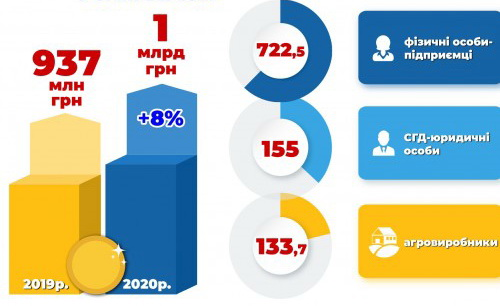 937
млн
грн
1
млрд
грн
+8%
2019р.
2020р.
722,5
фізичні особи-
підприємці
155
СГД-юридичні
особи
133,7
агровиробники